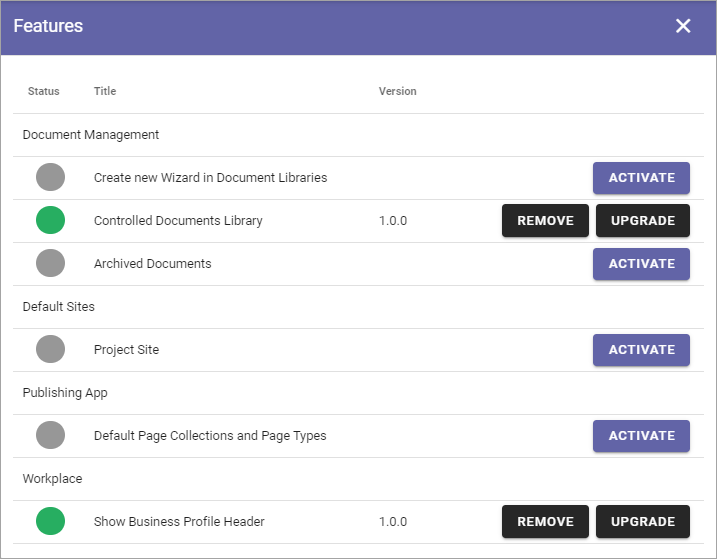 Features
Status Title Version
Document Management
Create new Wizard in Document Libraries ACTIVATE
Controlled Documents Library 1.0.0 REMOVE UPGRADE
Archived Documents ACTIVATE
Default Sites
Project Site ACTIVATE
Publishing App
Default Page Collections and Page Types ACTIVATE
Workplace
Show Business Profile Header 1.0.0 REMOVE UPGRADE